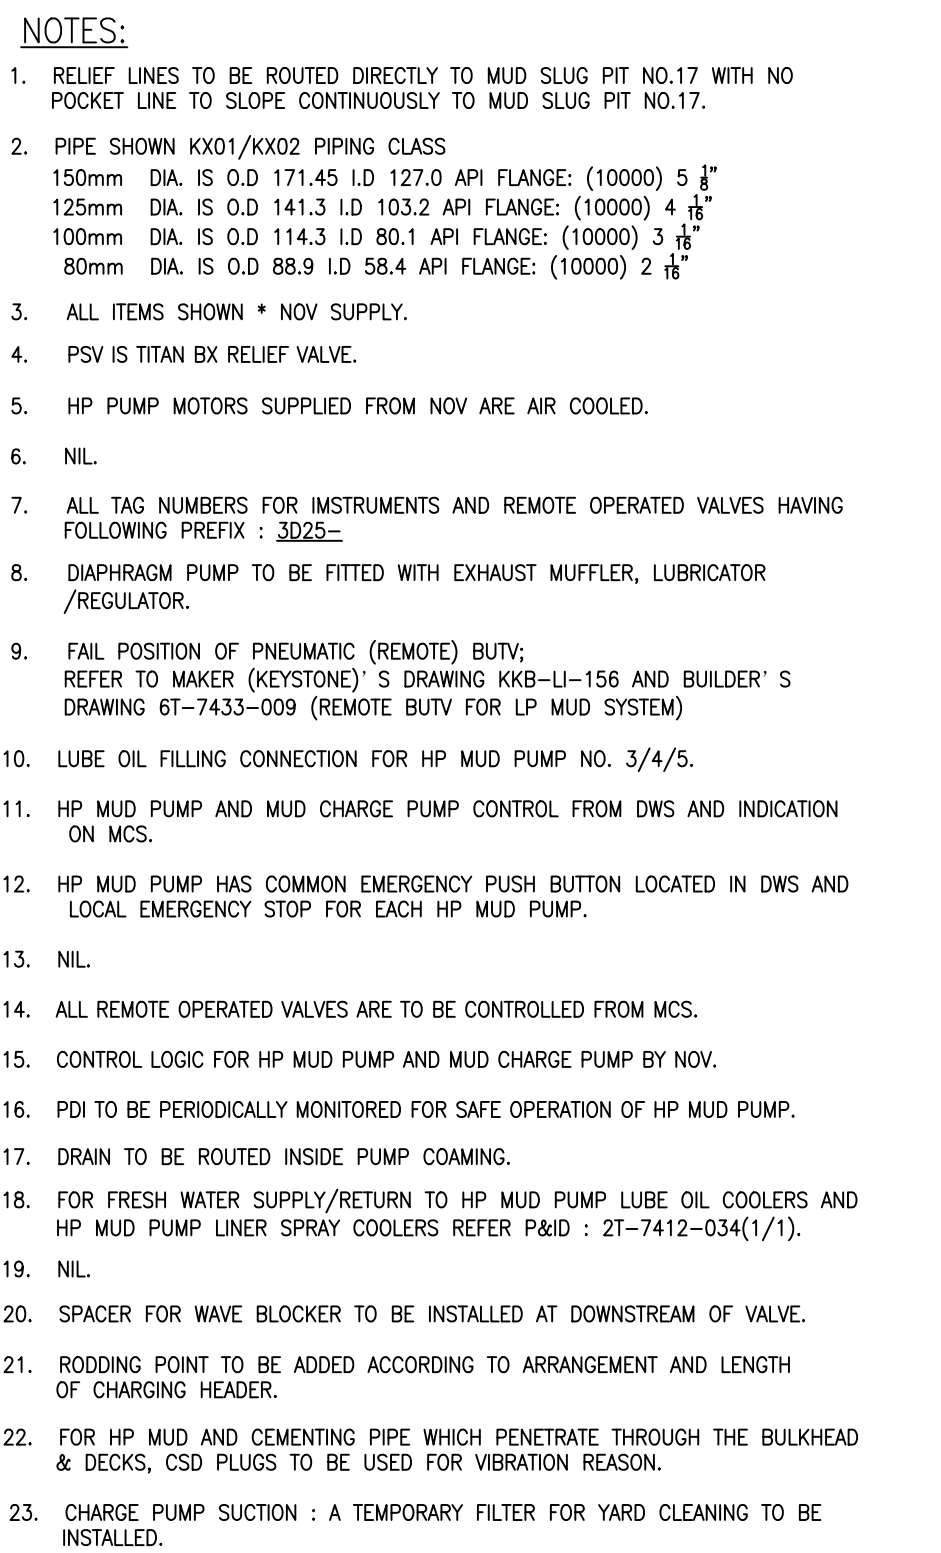 NOTES:
1. RELIEF LINES TO BE ROUTED DIRECTLY TO MUD SLUG PIT NO.17 WITH NO
POCKET LINE TO SLOPE CONTINUOUSLY TO MUD SLUG PIT NO.17.
2. PIPE SHOWN KX01/KX02 PIPING CLASS
150mm DIA. IS O.D 171.45 I.D 127.0 API FLANGE: (10000) 5 1/8"
125mm DIA. IS O.D 141.3 I.D 103.2 API FLANGE: (10000) 4 1/16"
100mm DIA. IS O.D 114.3 I.D 80.1 API FLANGE: (10000) 3 1/16"
80mm DIA. IS O.D 88.9 I.D 58.4 API FLANGE: (10000) 2 1/16"
3. ALL ITEMS SHOWN * NOV SUPPLY.
4. PSV IS TITAN BX RELIEF VALVE.
5. HP PUMP MOTORS SUPPLIED FROM NOV ARE AIR COOLED.
6. NIL.
7. ALL TAG NUMBERS FOR IMSTRUMENTS AND REMOTE OPERATED VALVES HAVING
FOLLOWING PREFIX : 3D25-
8. DIAPHRAGM PUMP TO BE FITTED WITH EXHAUST MUFFLER, LUBRICATOR
/REGULATOR.
9. FAIL POSITION OF PNEUMATIC (REMOTE) BUTV;
REFER TO MAKER (KEYSTONE)' S DRAWING KKB-LI-156 AND BUILDER' S
DRAWING 6T-7433-009 (REMOTE BUTV FOR LP MUD SYSTEM)
10. LUBE OIL FILLING CONNECTION FOR HP MUD PUMP NO. 3/4/5.
11. HP MUD PUMP AND MUD CHARGE PUMP CONTROL FROM DWS AND INDICATION
ON MCS.
12. HP MUD PUMP HAS COMMON EMERGENCY PUSH BUTTON LOCATED IN DWS AND
LOCAL EMERGENCY STOP FOR EACH HP MUD PUMP.
13. NIL.
14. ALL REMOTE OPERATED VALVES ARE TO BE CONTROLLED FROM MCS.
15. CONTROL LOGIC FOR HP MUD PUMP AND MUD CHARGE PUMP BY NOV.
16. PDI TO BE PERIODICALLY MONITORED FOR SAFE OPERATION OF HP MUD PUMP.
17. DRAIN TO BE ROUTED INSIDE PUMP COAMING.
18. FOR FRESH WATER SUPPLY/RETURN TO HP MUD PUMP LUBE OIL COOLERS AND
HP MUD PUMP LINER SPRAY COOLERS REFER P&ID : 2T-7412-034(1/1).
19. NIL.
20. SPACER FOR WAVE BLOCKER TO BE INSTALLED AT DOWNSTREAM OF VALVE.
21. RODDING POINT TO BE ADDED ACCORDING TO ARRANGEMENT AND LENGTH
OF CHARGING HEADER.
22. FOR HP MUD AND CEMENTING PIPE WHICH PENETRATE THROUGH THE BULKHEAD
& DECKS, CSD PLUGS TO BE USED FOR VIBRATION REASON.
23. CHARGE PUMP SUCTION : A TEMPORARY FILTER FOR YARD CLEANING TO BE
INSTALLED.